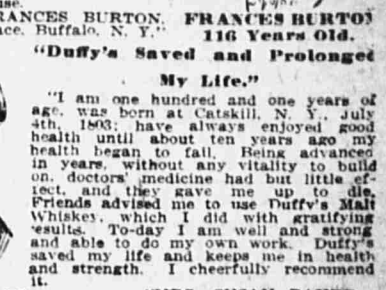 FRANCES BURTON,
Buffalo, N. Y."
FRANCES BURTON
116 Years Old.
"Duffy's Saved and Prolonged
My Life."
"I am one hundred and one years of
age, was born at Catskill, N. Y., July
4th, 1803; have always enjoyed good
health until about ten years ago my
health began to fail. Being advanced
in years, without any vitality to build
on, doctors' medicine had but little ef-
fect, and they gave me up to die.
Friends advised me to use Duffy's Malt
Whiskey, which I did with gratifying
results. To-day I am well and strong
and able to do my own work. Duffy's
saved my life and keeps me in health
and strength. I cheerfully recommend
it.